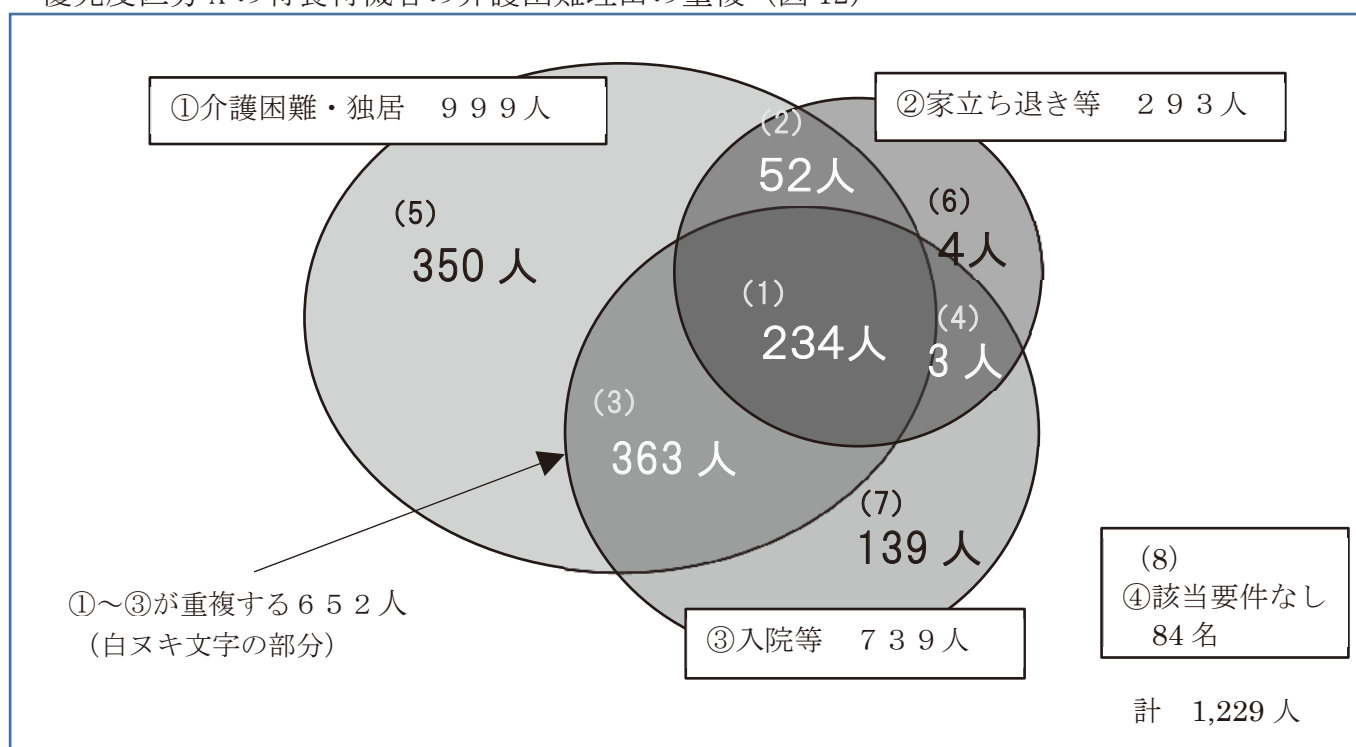 ①介護困難・独居　９９９人
②家立ち退き等　２９３人
(2)
52人
(5)
350 人
(6)
4人
(1)
234人
(4)
3 人
(3)
363 人
(7)
139 人
①～③が重複する６５２人
（白ヌキ文字の部分）
③入院等　７３９人
(8)
④該当要件なし
84 名
計　1,229 人